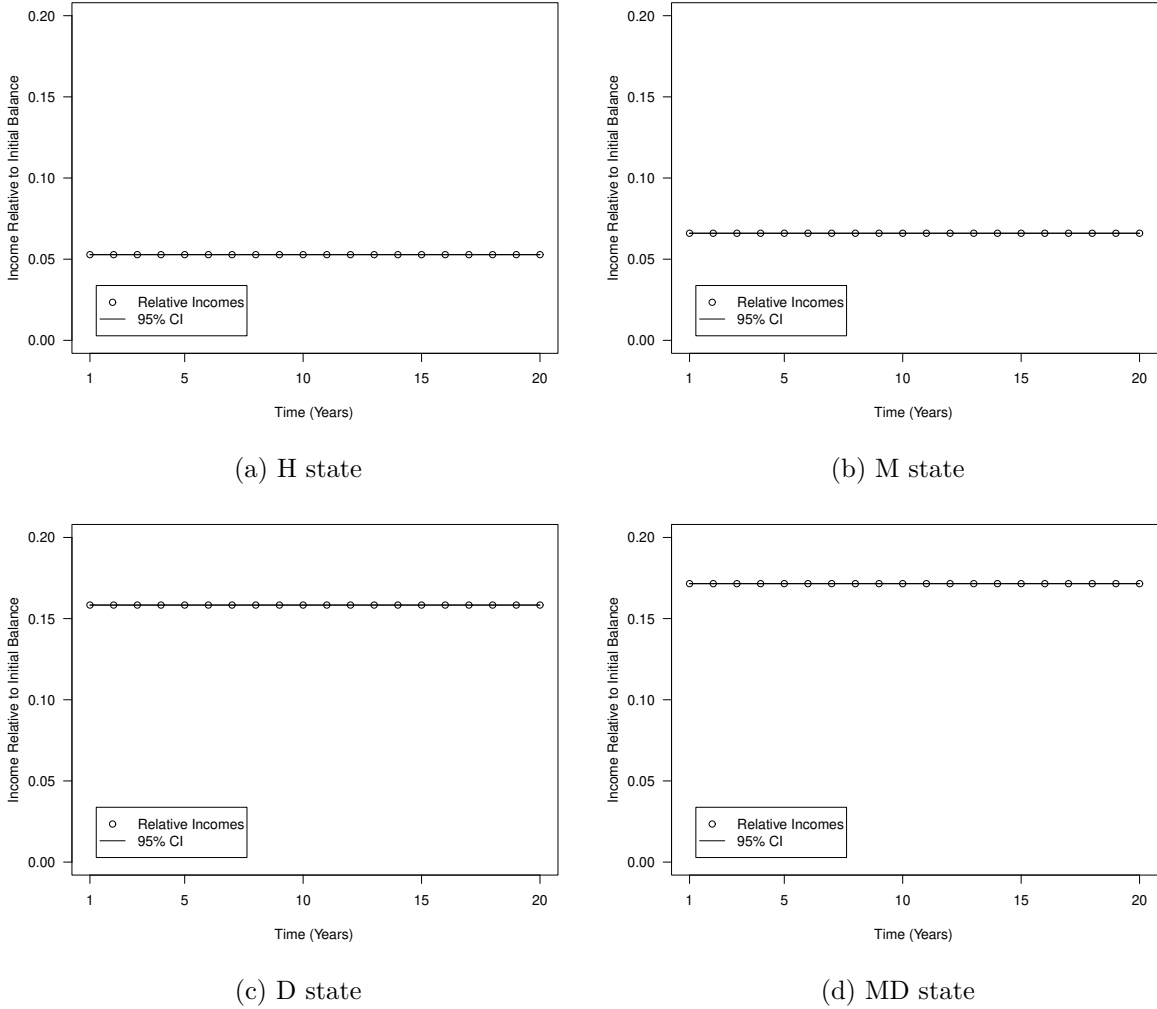 Income Relative to Initial Balance
0.20
0.15
0.10
0.05
0.00
Relative Incomes
95% CI
1 5 10 15 20
Time (Years)
(a) H state
Income Relative to Initial Balance
0.20
0.15
0.10
0.05
0.00
Relative Incomes
95% CI
1 5 10 15 20
Time (Years)
(b) M state
Income Relative to Initial Balance
0.20
0.15
0.10
0.05
0.00
Relative Incomes
95% CI
1 5 10 15 20
Time (Years)
(c) D state
Income Relative to Initial Balance
0.20
0.15
0.10
0.05
0.00
Relative Incomes
95% CI
1 5 10 15 20
Time (Years)
(d) MD state